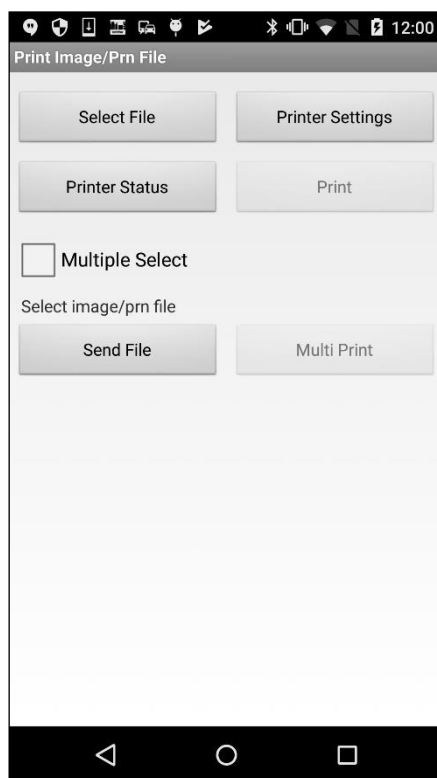 12:00
Print Image/Prn File
Select File
Printer Settings
Printer Status
Print
Multiple Select
Select image/prn file
Send File
Multi Print